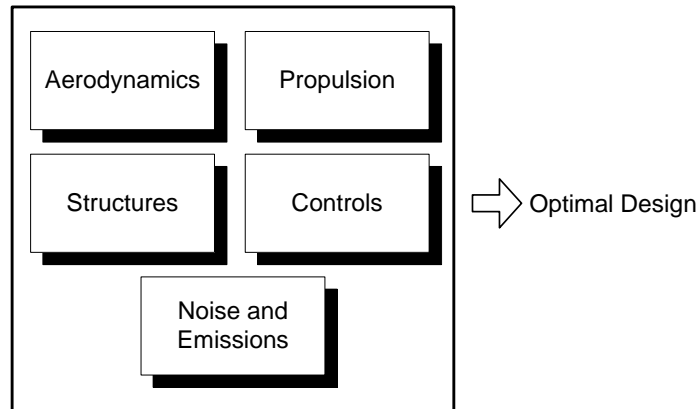 Aerodynamics
Propulsion
Structures
Controls
Optimal Design
Noise and
Emissions